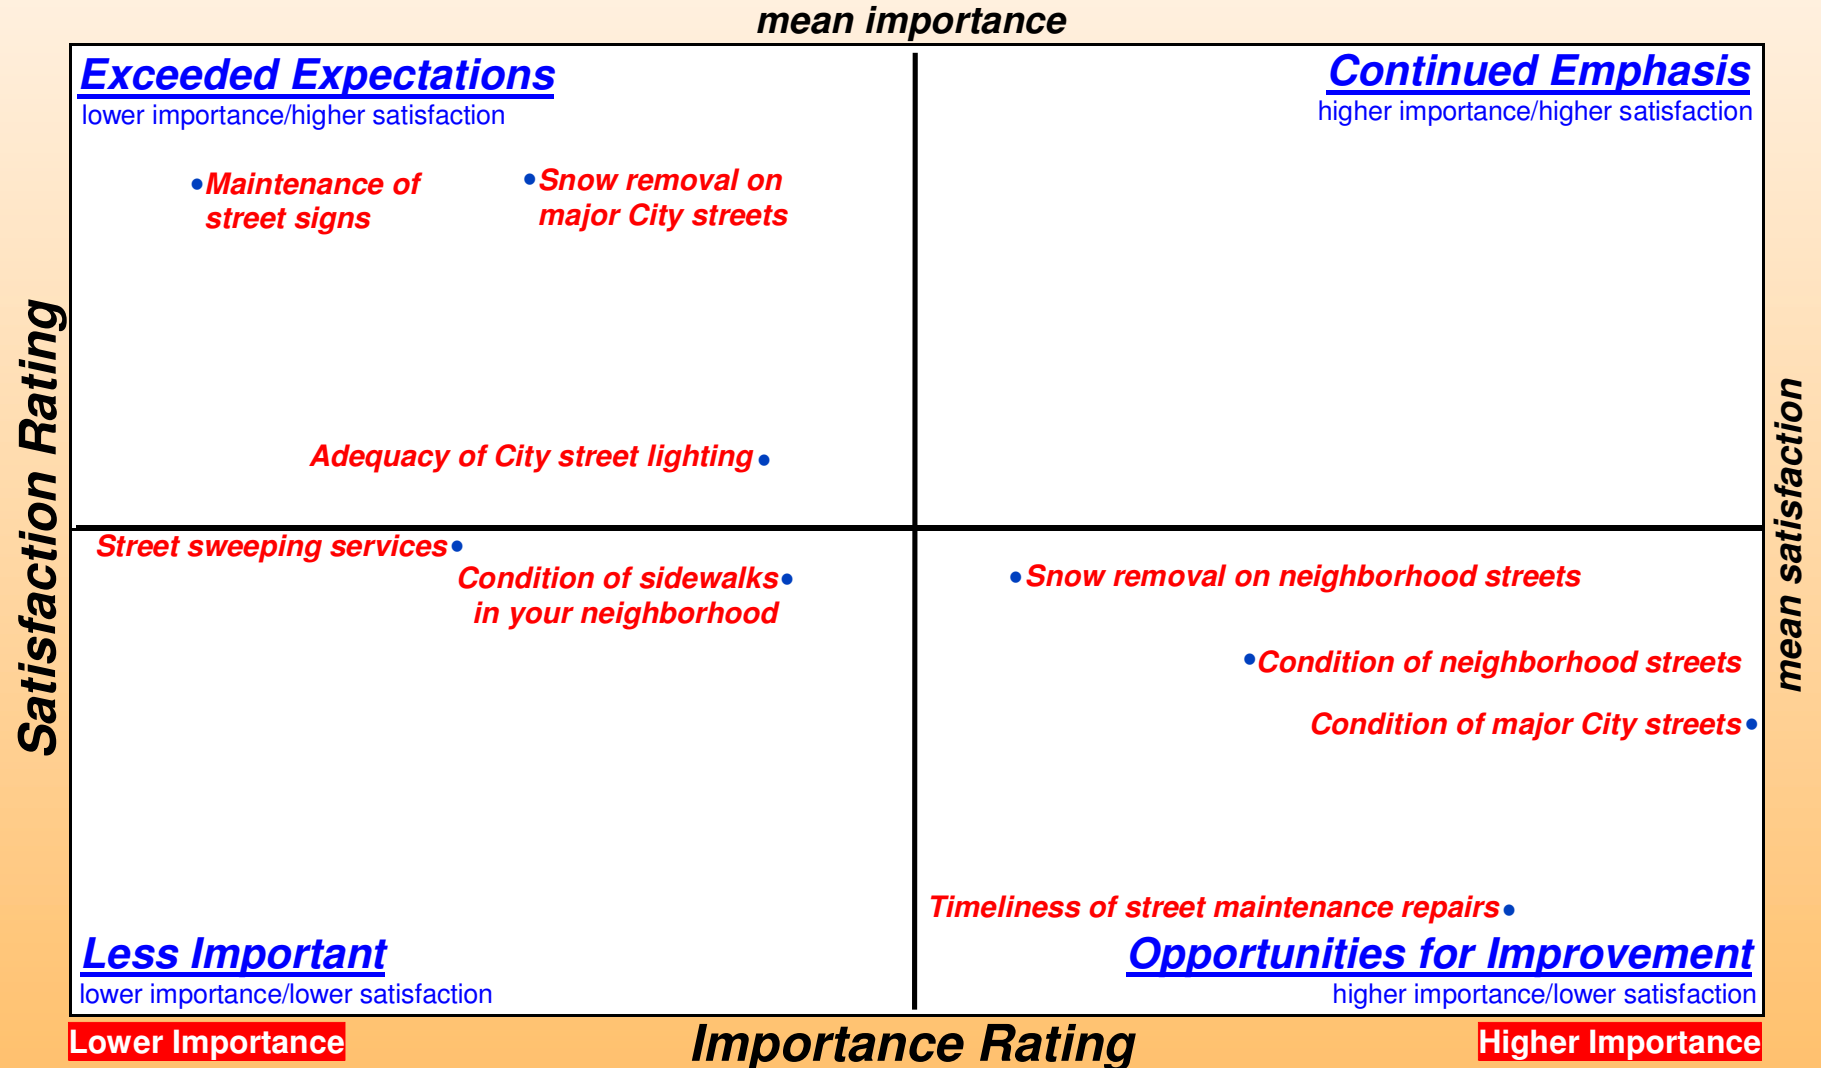 mean importance
Exceeded Expectations
lower importance/higher satisfaction
Continued Emphasis
higher importance/higher satisfaction
•Maintenance of
street signs
•Snow removal on
major City streets
Adequacy of City street lighting•
Satisfaction Rating
mean satisfaction
Street sweeping services•
Condition of sidewalks•
in your neighborhood
•Snow removal on neighborhood streets
•Condition of neighborhood streets
Condition of major City streets•
Timeliness of street maintenance repairs•
Less Important
lower importance/lower satisfaction
Opportunities for Improvement
higher importance/lower satisfaction
Lower Importance
Importance Rating
Higher Importance